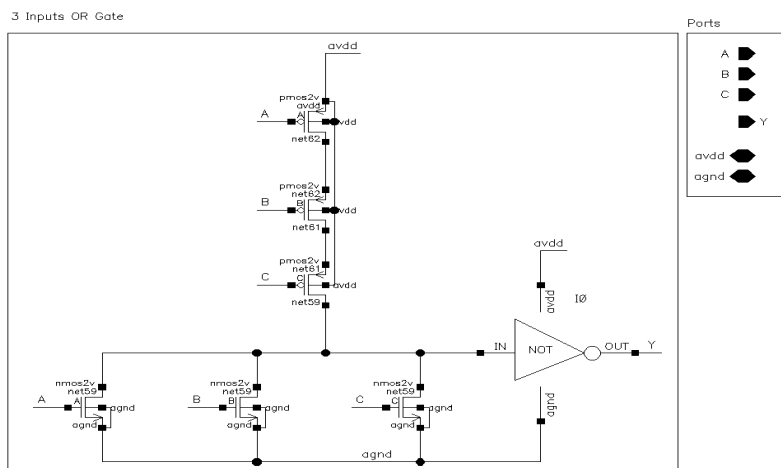 3 Inputs OR Gate
Ports
avdd
A
B
C
Y
avdd
agnd
pmos2v
avdd
A
A
avdd
net62
pmos2v
net62
B
B
avdd
net61
pmos2v
net61
C
C
avdd
net59
avdd
avdd
I0
IN
NOT
OUT
Y
nmos2v
net59
A
A
agnd
agnd
nmos2v
net59
B
B
agnd
agnd
nmos2v
net59
C
C
agnd
agnd
agnd
agnd